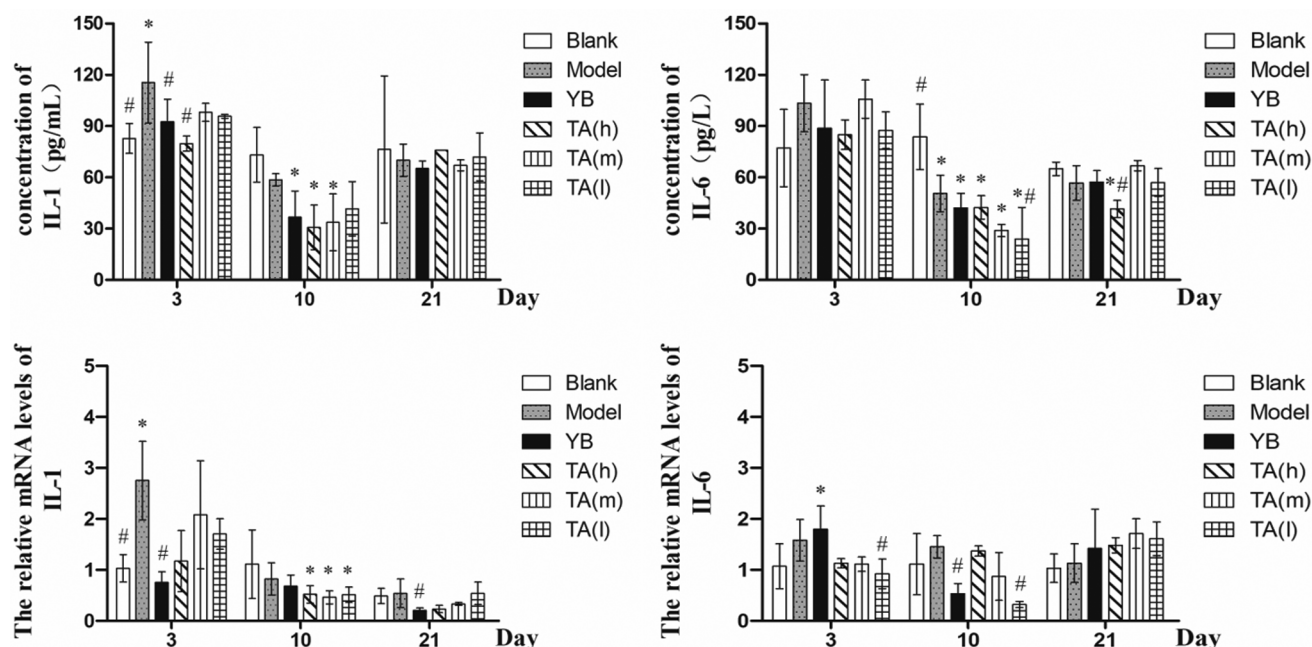 concentration of
IL-1 (pg/mL)
150
120
90
60
30
0
*
#
#
#
*
*
*
3
10
21
Day
Blank
Model
YB
TA(h)
TA(m)
TA(l)
concentration of
IL-6 (pg/L)
150
120
90
60
30
0
#
*
*
*
*
*#
*#
3
10
21
Day
Blank
Model
YB
TA(h)
TA(m)
TA(l)
The relative mRNA levels of
IL-1
5
4
3
2
1
0
#
*
#
*
*
*
#
3
10
21
Day
Blank
Model
YB
TA(h)
TA(m)
TA(l)
The relative mRNA levels of
IL-6
5
4
3
2
1
0
*
#
#
#
3
10
21
Day
Blank
Model
YB
TA(h)
TA(m)
TA(l)